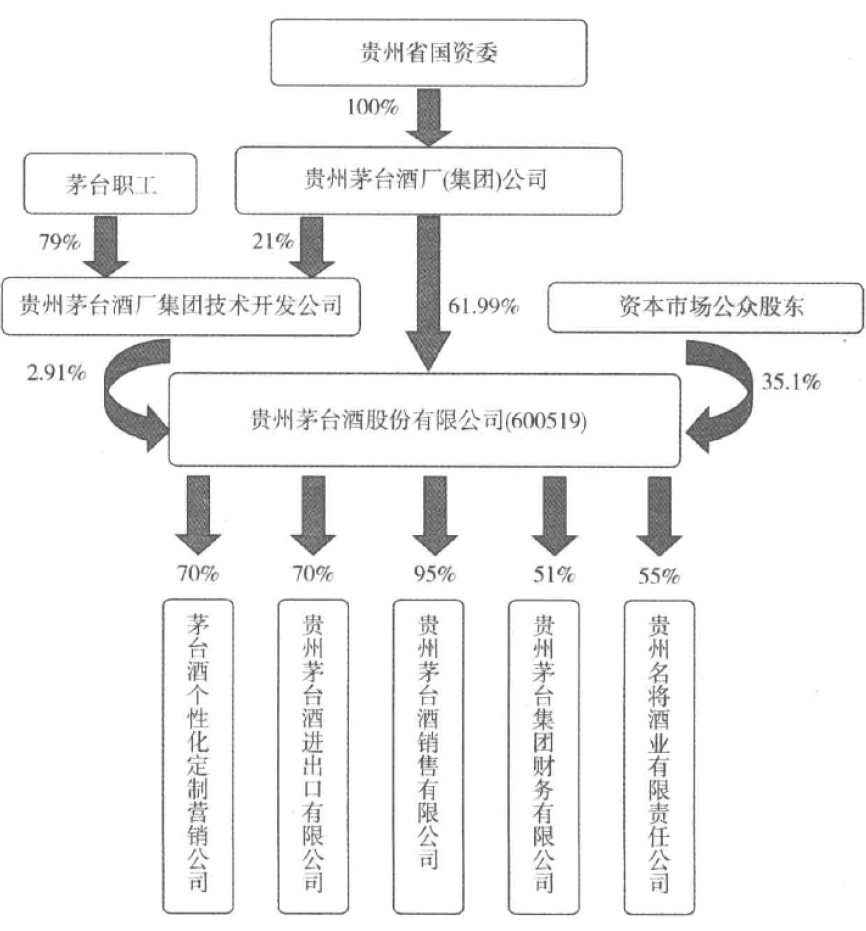 贵州省国资委
100%
茅台职工
贵州茅台酒厂(集团)公司
79%
21%
贵州茅台酒厂集团技术开发公司
61.99%
资本市场公众股东
2.91%
35.1%
贵州茅台酒股份有限公司(600519)
70%
70%
95%
51%
55%
茅台酒个性化定制营销公司
贵州茅台酒进出口有限公司
贵州茅台酒销售有限公司
贵州茅台集团财务有限公司
贵州名将酒业有限责任公司